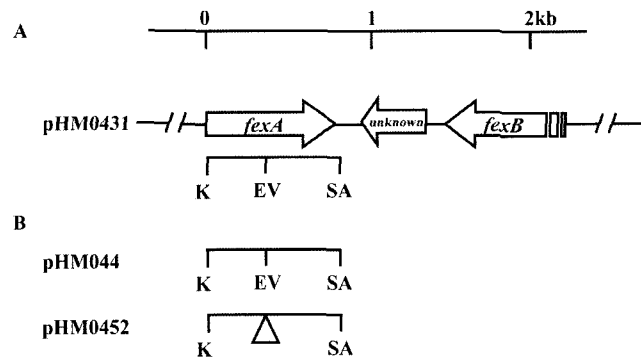 0 1 2kb
A
pHM0431 fexA unknown fexB
K EV SA
B
pHM044
K EV SA
pHM0452
K SA